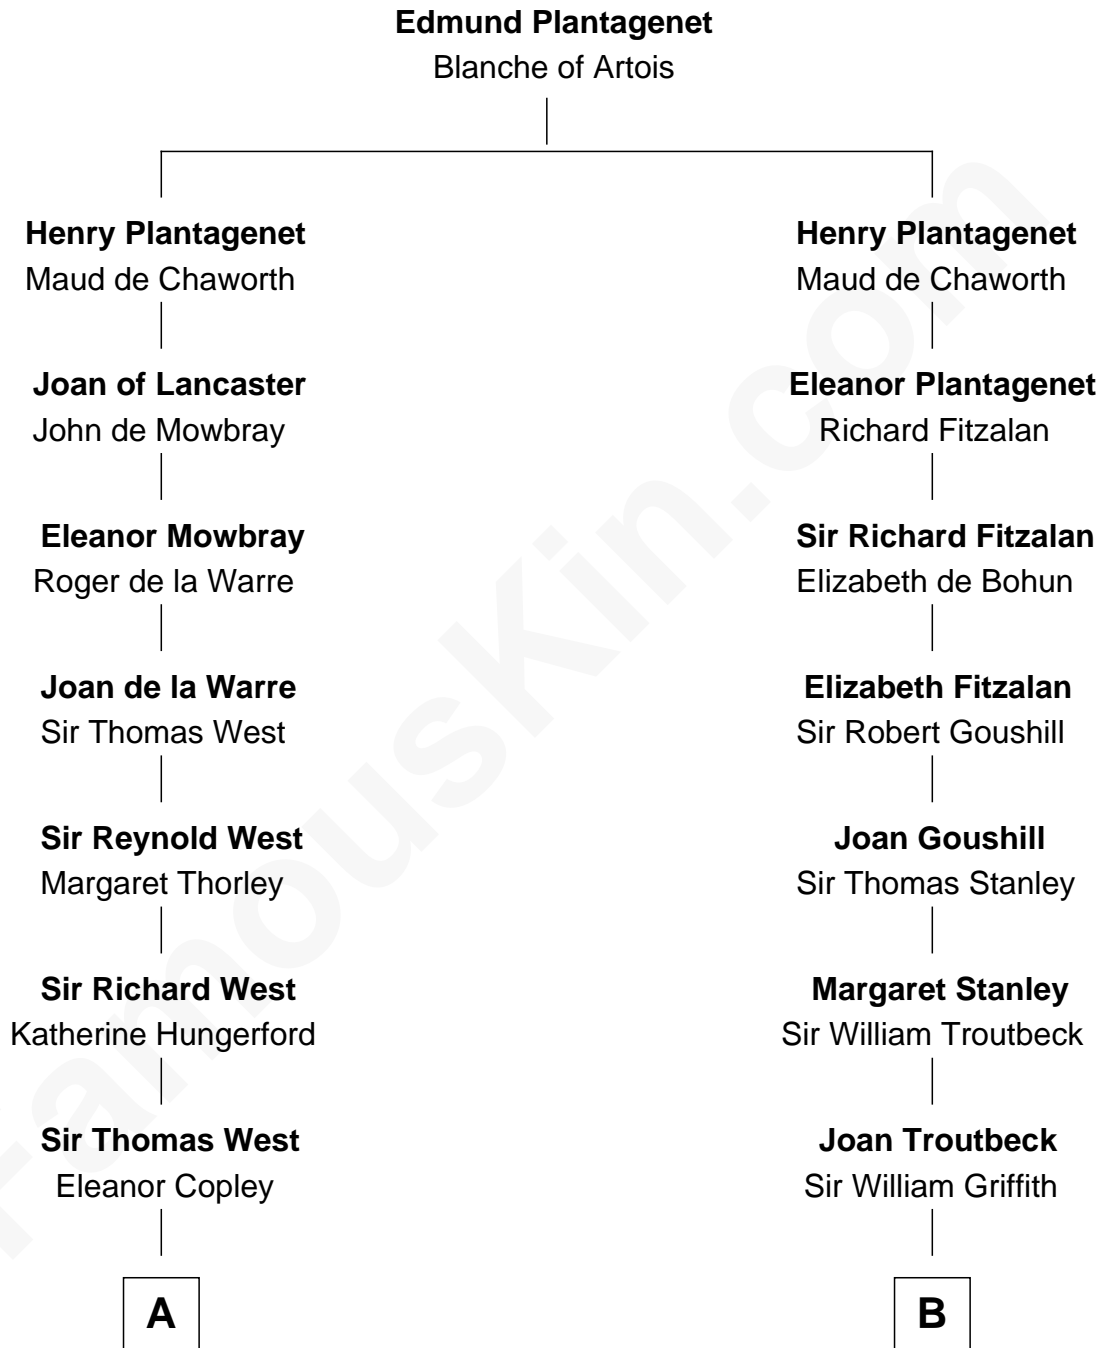 Edmund Plantagenet
Blanche of Artois
Henry Plantagenet
Maud de Chaworth
Joan of Lancaster
John de Mowbray
Eleanor Mowbray
Roger de la Warre
Joan de la Warre
Sir Thomas West
Sir Reynold West
Margaret Thorley
Sir Richard West
Katherine Hungerford
Sir Thomas West
Eleanor Copley
A
Henry Plantagenet
Maud de Chaworth
Eleanor Plantagenet
Richard Fitzalan
Sir Richard Fitzalan
Elizabeth de Bohun
Elizabeth Fitzalan
Sir Robert Goushill
Joan Goushill
Sir Thomas Stanley
Margaret Stanley
Sir William Troutbeck
Joan Troutbeck
Sir William Griffith
B
FamousKin.com